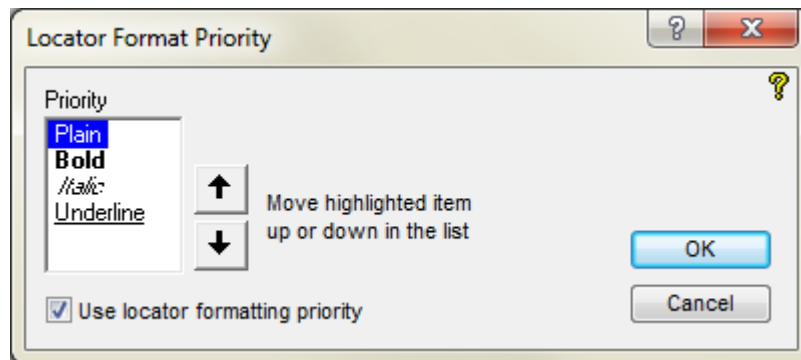 Locator Format Priority
Priority
Plain
Bold
Italic
Underline
Move highlighted item
up or down in the list
Use locator formatting priority
OK
Cancel